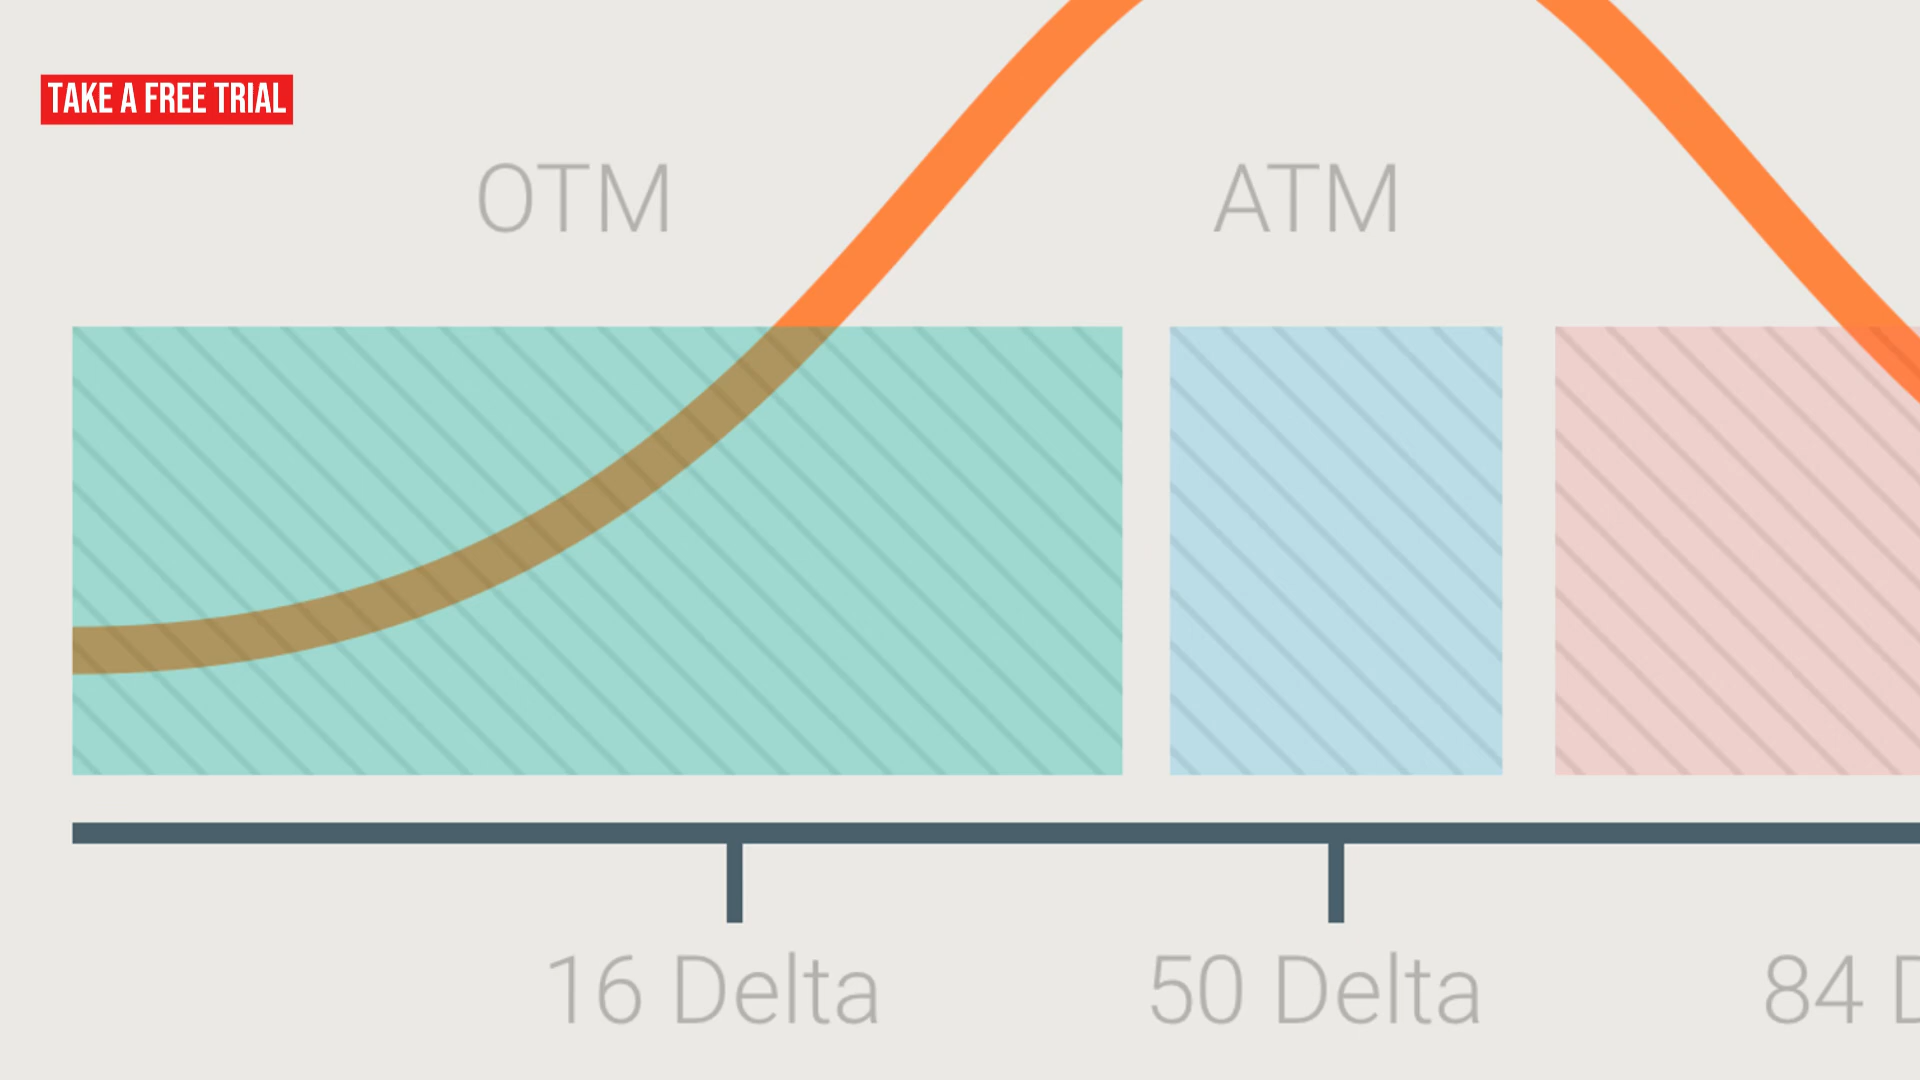 TAKE A FREE TRIAL
OTM
ATM
16 Delta
50 Delta
84